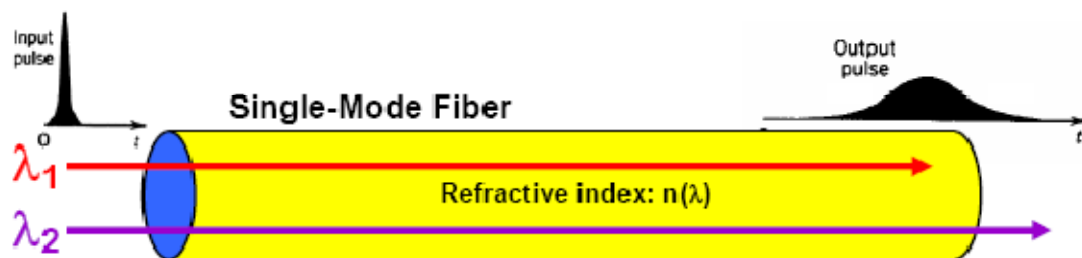 Input
pulse
Output
pulse
Single-Mode Fiber
O
t
t
λ1
Refractive index: n(λ)
λ2